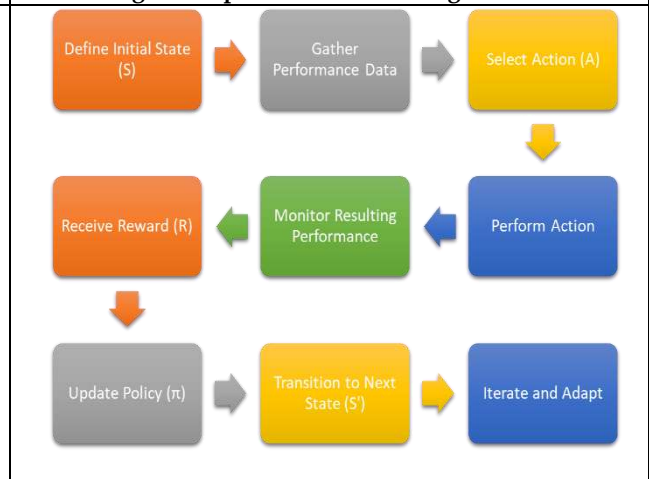 Define Initial State
(S)
Gather
Performance Data
Select Action (A)
Perform Action
Monitor Resulting
Performance
Receive Reward (R)
Update Policy (π)
Transition to Next
State (S')
Iterate and Adapt